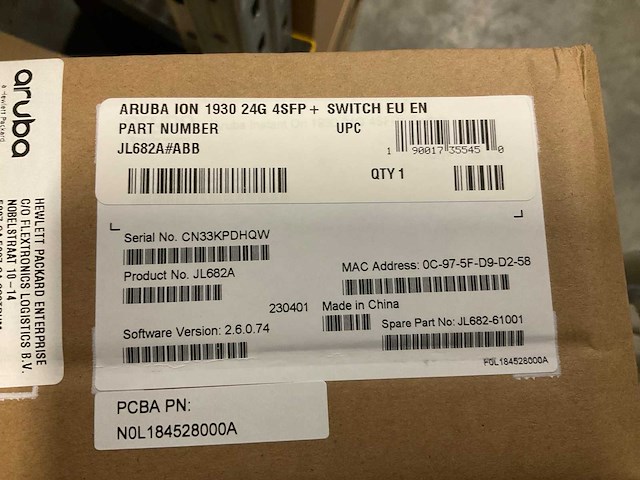 ARUBA ION 1930 24G 4SFP+ SWITCH EU EN
PART NUMBER
UPC
JL682A#ABB
1 90017 35545 0
QTY 1
Serial No. CN33KPDHQW
Product No. JL682A
MAC Address: 0C-97-5F-D9-D2-58
230401
Made in China
Software Version: 2.6.0.74
Spare Part No: JL682-61001
F0L184528000A
PCBA PN:
N0L184528000A
aruba
a Hewlett Packard
HEWLETT PACKARD ENTERPRISE
C/O FLEXTRONICS LOGISTICS B.V.
NOBELSTRAAT 10 - 14